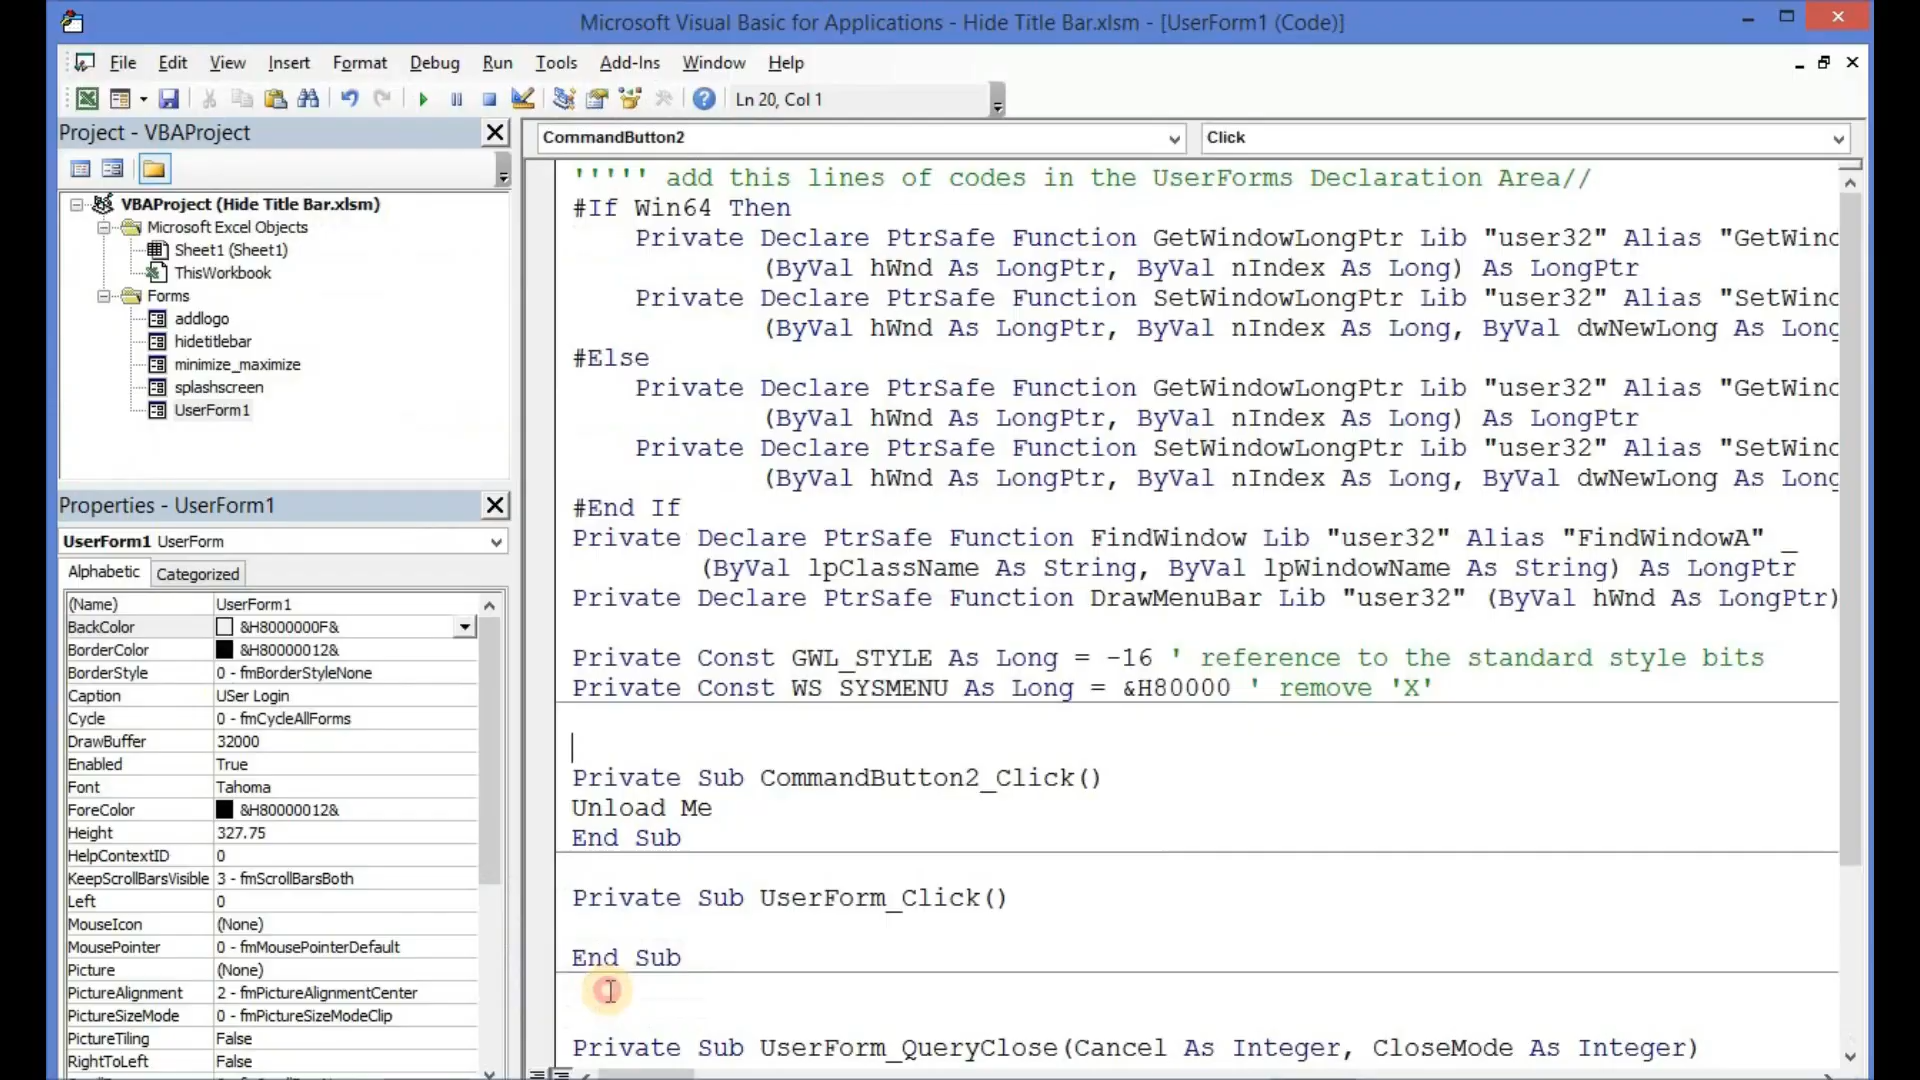 Microsoft Visual Basic for Applications - Hide Title Bar.xlsm - [UserForm1 (Code)]
File Edit View Insert Format Debug Run Tools Add-Ins Window Help
Ln 20, Col 1
Project - VBAProject
VBAProject (Hide Title Bar.xlsm)
Microsoft Excel Objects
Sheet1 (Sheet1)
ThisWorkbook
Forms
addlogo
hidetitlebar
minimize_maximize
splashscreen
UserForm1
Properties - UserForm1
UserForm1 UserForm
Alphabetic Categorized
(Name) UserForm1
BackColor &H8000000F&
BorderColor &H80000012&
BorderStyle 0 - fmBorderStyleNone
Caption USer Login
Cycle 0 - fmCycleAllForms
DrawBuffer 32000
Enabled True
Font Tahoma
ForeColor &H80000012&
Height 327.75
HelpContextID 0
KeepScrollBarsVisible 3 - fmScrollBarsBoth
Left 0
MouseIcon (None)
MousePointer 0 - fmMousePointerDefault
Picture (None)
PictureAlignment 2 - fmPictureAlignmentCenter
PictureSizeMode 0 - fmPictureSizeModeClip
PictureTiling False
RightToLeft False
CommandButton2 Click
''''' add this lines of codes in the UserForms Declaration Area//
#If Win64 Then
Private Declare PtrSafe Function GetWindowLongPtr Lib "user32" Alias "GetWind
(ByVal hWnd As LongPtr, ByVal nIndex As Long) As LongPtr
Private Declare PtrSafe Function SetWindowLongPtr Lib "user32" Alias "SetWind
(ByVal hWnd As LongPtr, ByVal nIndex As Long, ByVal dwNewLong As Long
#Else
Private Declare PtrSafe Function GetWindowLongPtr Lib "user32" Alias "GetWind
(ByVal hWnd As LongPtr, ByVal nIndex As Long) As LongPtr
Private Declare PtrSafe Function SetWindowLongPtr Lib "user32" Alias "SetWind
(ByVal hWnd As LongPtr, ByVal nIndex As Long, ByVal dwNewLong As Long
#End If
Private Declare PtrSafe Function FindWindow Lib "user32" Alias "FindWindowA" _
(ByVal lpClassName As String, ByVal lpWindowName As String) As LongPtr
Private Declare PtrSafe Function DrawMenuBar Lib "user32" (ByVal hWnd As LongPtr)
Private Const GWL_STYLE As Long = -16 ' reference to the standard style bits
Private Const WS_SYSMENU As Long = &H80000 ' remove 'X'
Private Sub CommandButton2_Click()
Unload Me
End Sub
Private Sub UserForm_Click()
End Sub
Private Sub UserForm_QueryClose(Cancel As Integer, CloseMode As Integer)